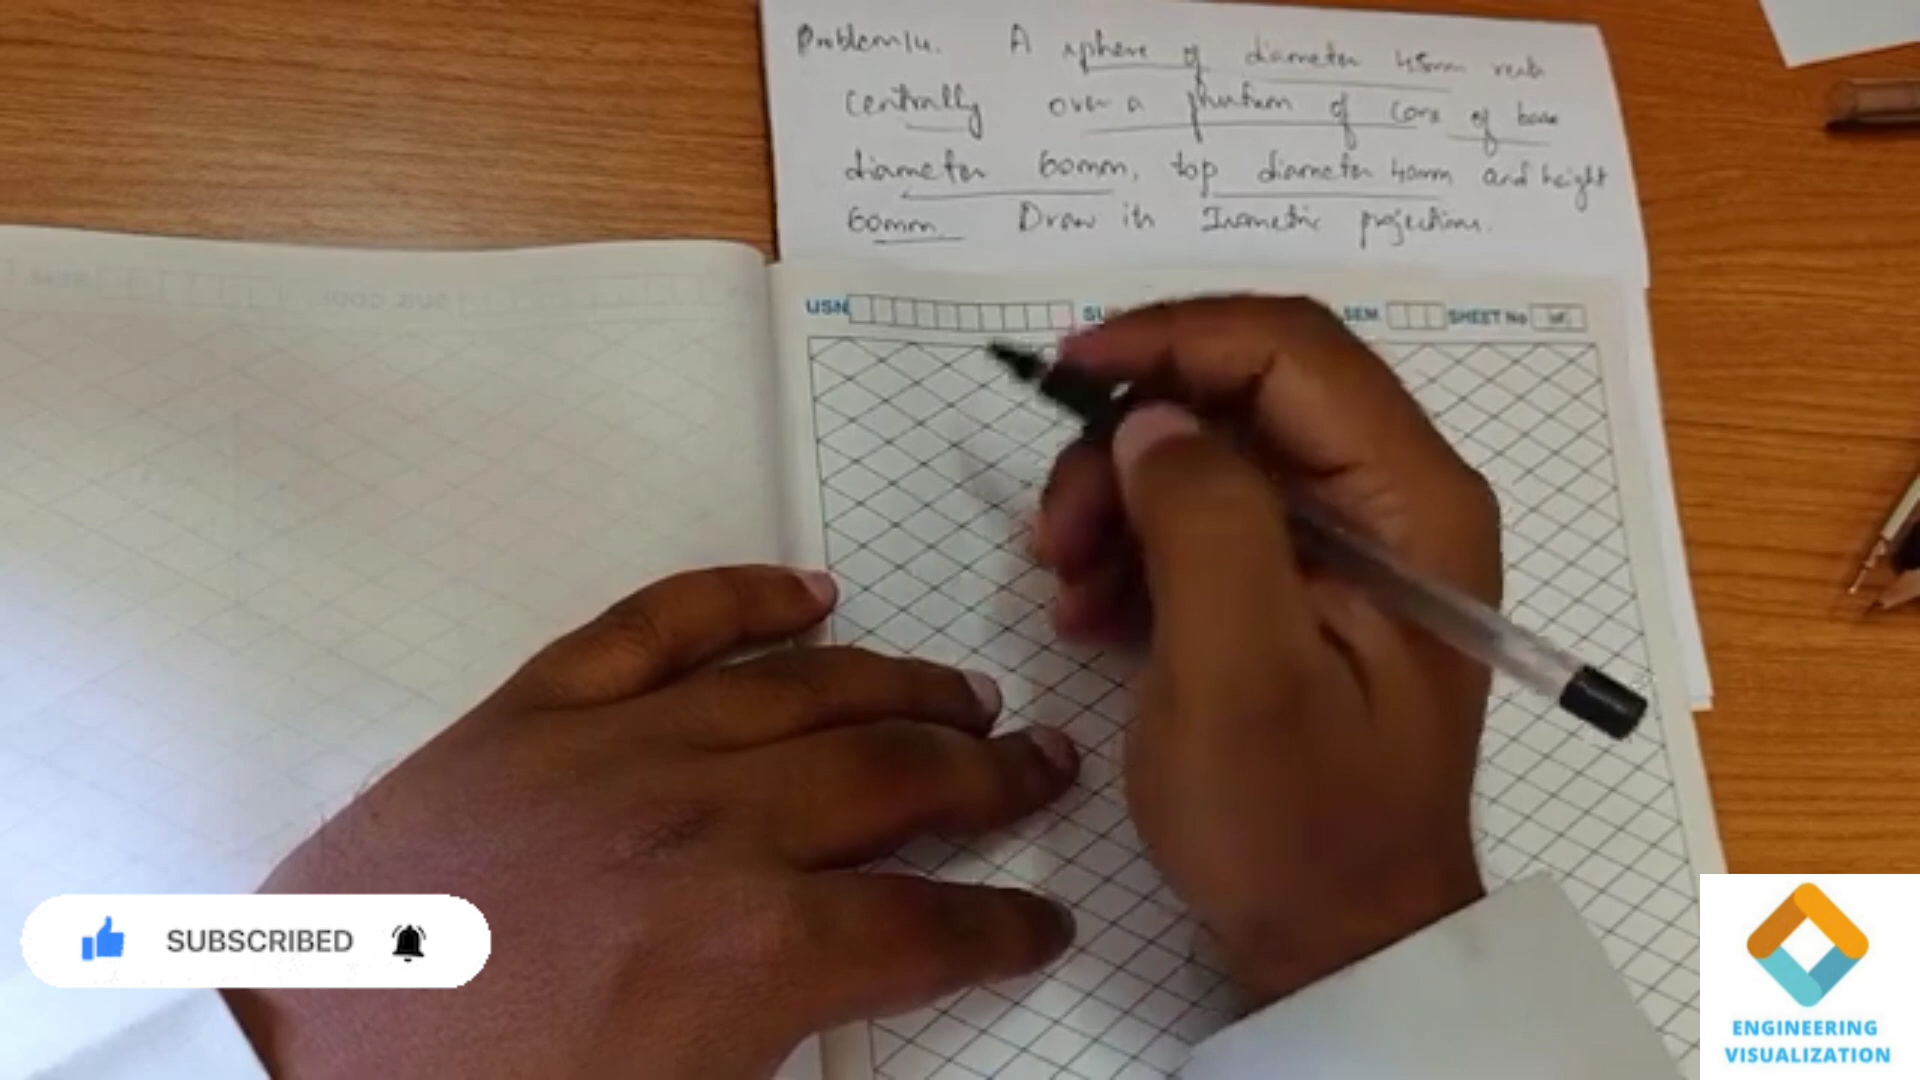 Problem 14. A sphere of diameter 45mm rests
centrally over a frustum of cone of base
diameter 60mm, top diameter 40mm and height
60mm. Draw its Isometric projections.
USN SEM SHEET No
SUBSCRIBED
ENGINEERING
VISUALIZATION